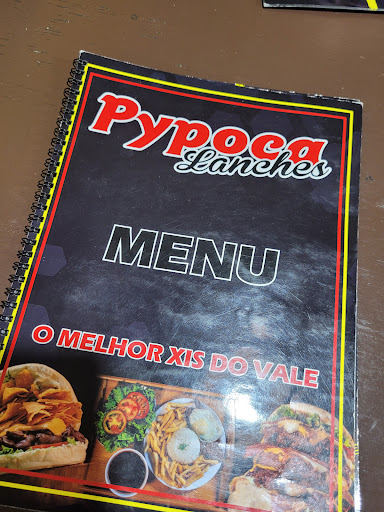 Pypoca
Lanches
MENU
O MELHOR XIS DO VALE